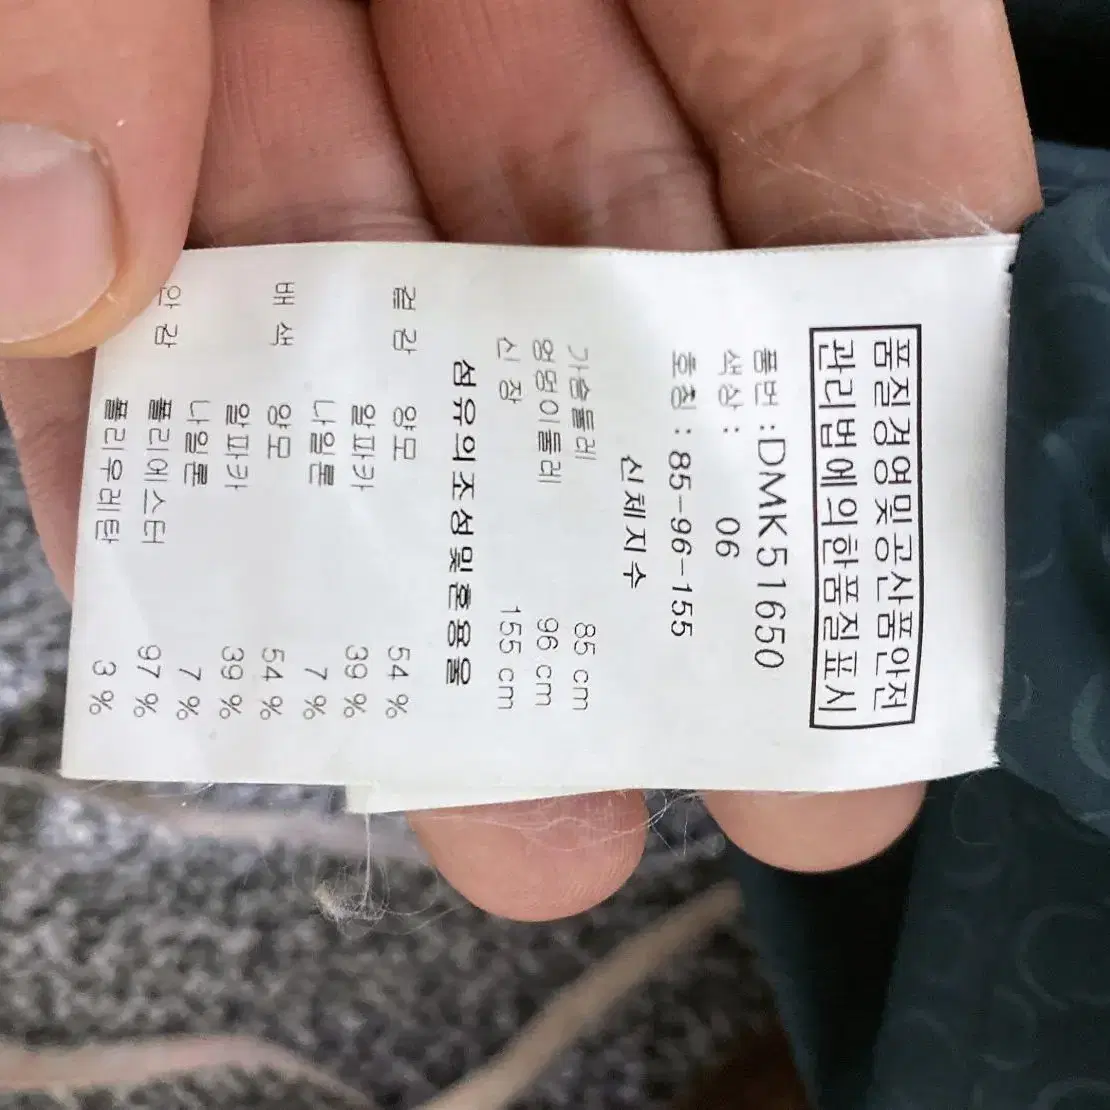 품질경영및공산품안전
관리법에의한품질표시
품번 : DMK51650
색상 : 06
호칭 : 85-96-155
신체지수
가슴둘레 85 cm
엉덩이둘레 96 cm
신장 155 cm
섬유의조성및혼용율
겉감 양모 54 %
알파카 39 %
나일론 7 %
배색 양모 54 %
알파카 39 %
나일론 7 %
안감 폴리에스터 97 %
폴리우레탄 3 %